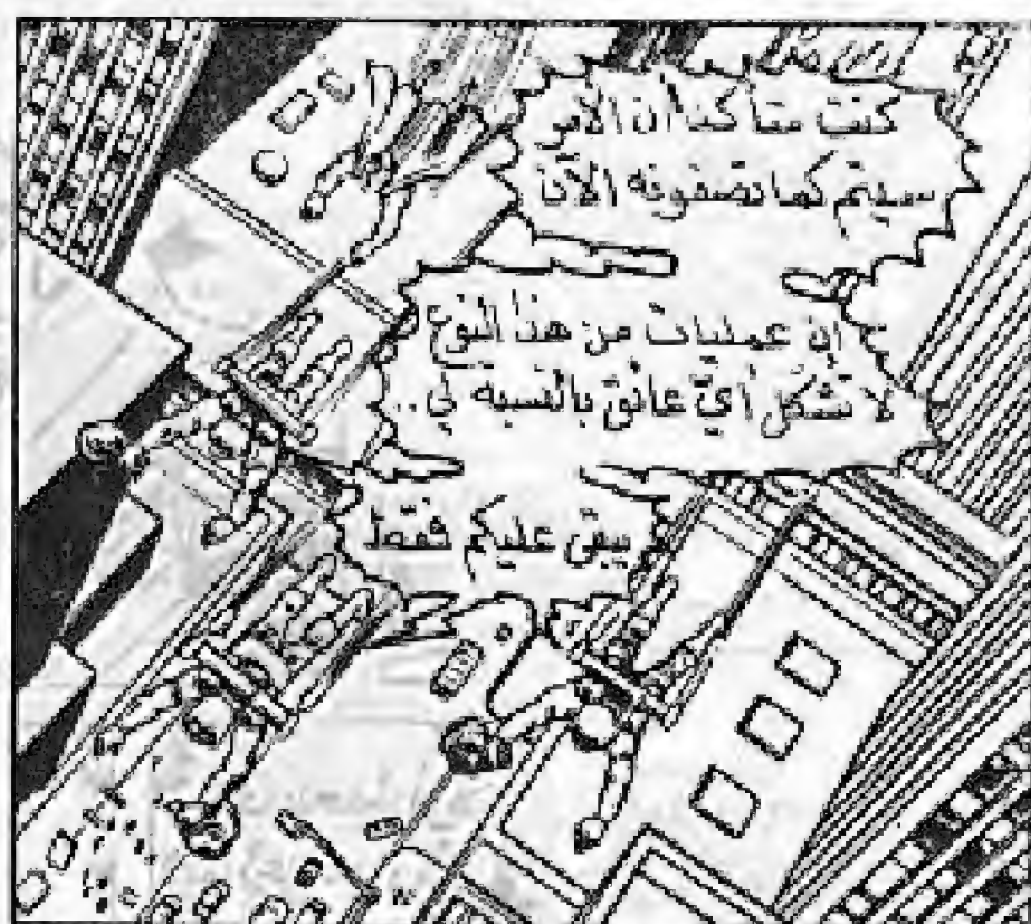 كنت متأكدا أن الأمر
سيتم كما تصفونه الآن
إن عمليات من هذا النوع
لا تشكل أيّ عائق بالنسبة لي..
يبقى عليكم فقط